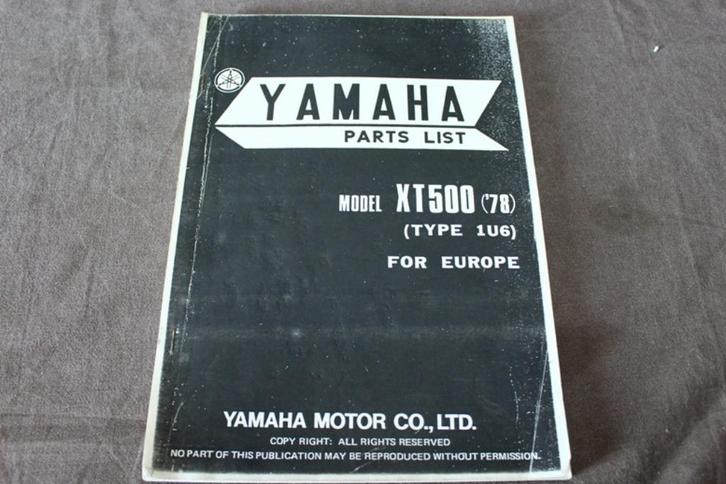 YAMAHA
PARTS LIST
MODEL XT500 ('78)
(TYPE 1U6)
FOR EUROPE
YAMAHA MOTOR CO., LTD.
COPY RIGHT: ALL RIGHTS RESERVED
NO PART OF THIS PUBLICATION MAY BE REPRODUCED WITHOUT PERMISSION.